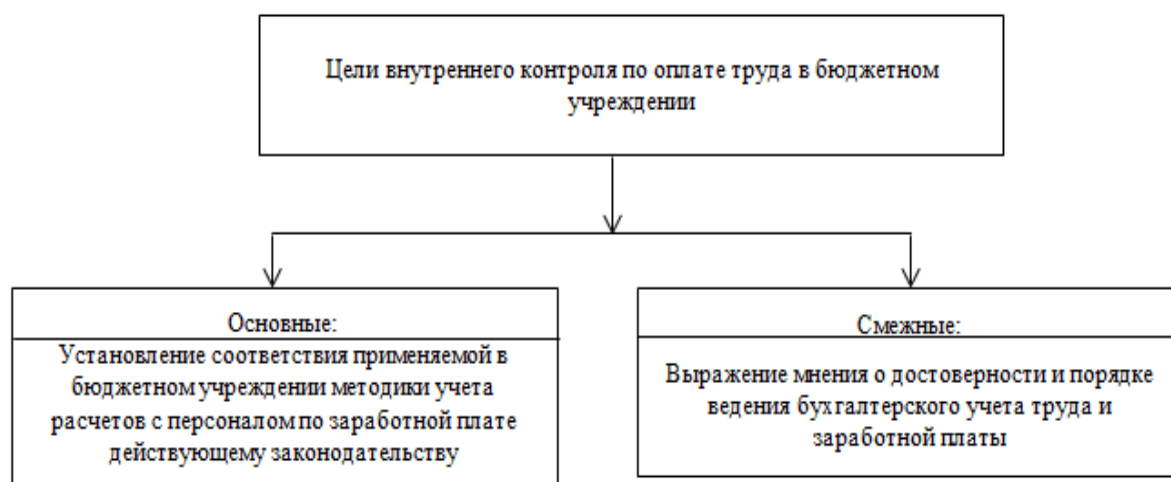 Цели внутреннего контроля по оплате труда в бюджетном
учреждении
Основные:
Установление соответствия применяемой в
бюджетном учреждении методики учета
расчетов с персоналом по заработной плате
действующему законодательству
Смежные:
Выражение мнения о достоверности и порядке
ведения бухгалтерского учета труда и
заработной платы